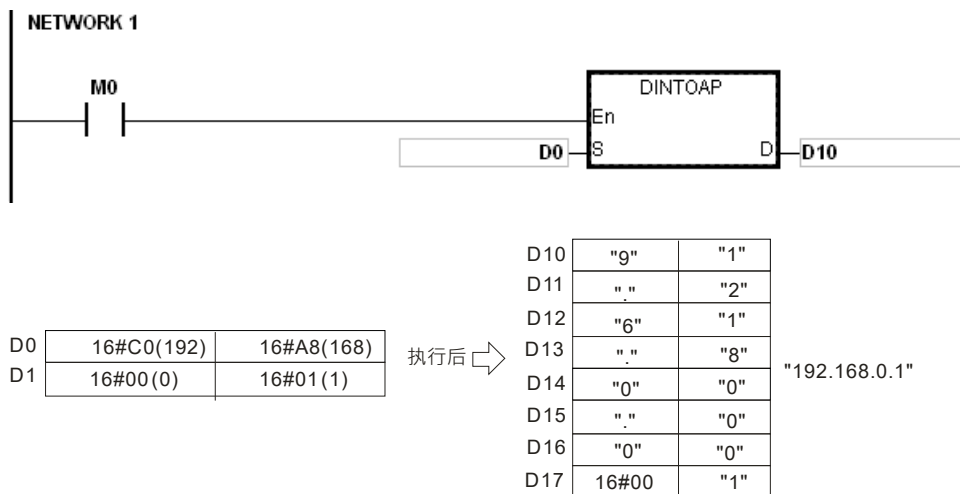 NETWORK 1
M0
DINTOAP
En
D0 S D D10
D10 "9" "1"
D11 "." "2"
D12 "6" "1"
D13 "." "8"
D14 "0" "0"
D15 "." "0"
D16 "0" "0"
D17 16#00 "1"
D0 16#C0(192) 16#A8(168)
D1 16#00(0) 16#01(1)
执行后
"192.168.0.1"